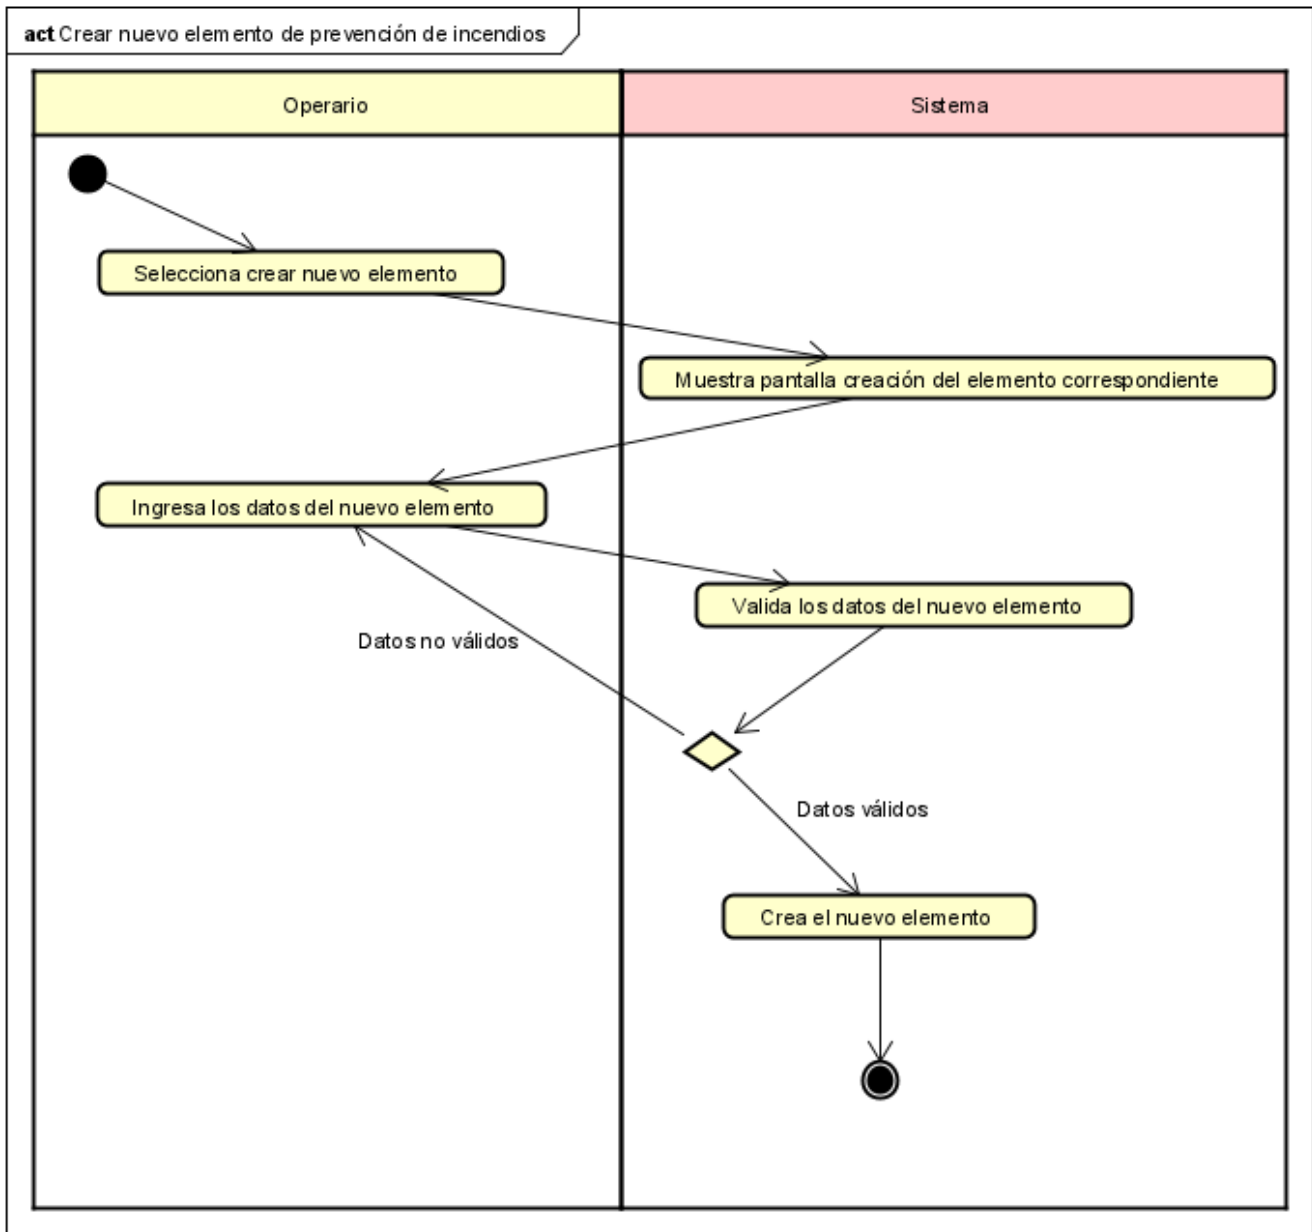 act Crear nuevo elemento de prevención de incendios
Operario
Sistema
Selecciona crear nuevo elemento
Muestra pantalla creación del elemento correspondiente
Ingresa los datos del nuevo elemento
Valida los datos del nuevo elemento
Datos no válidos
Datos válidos
Crea el nuevo elemento